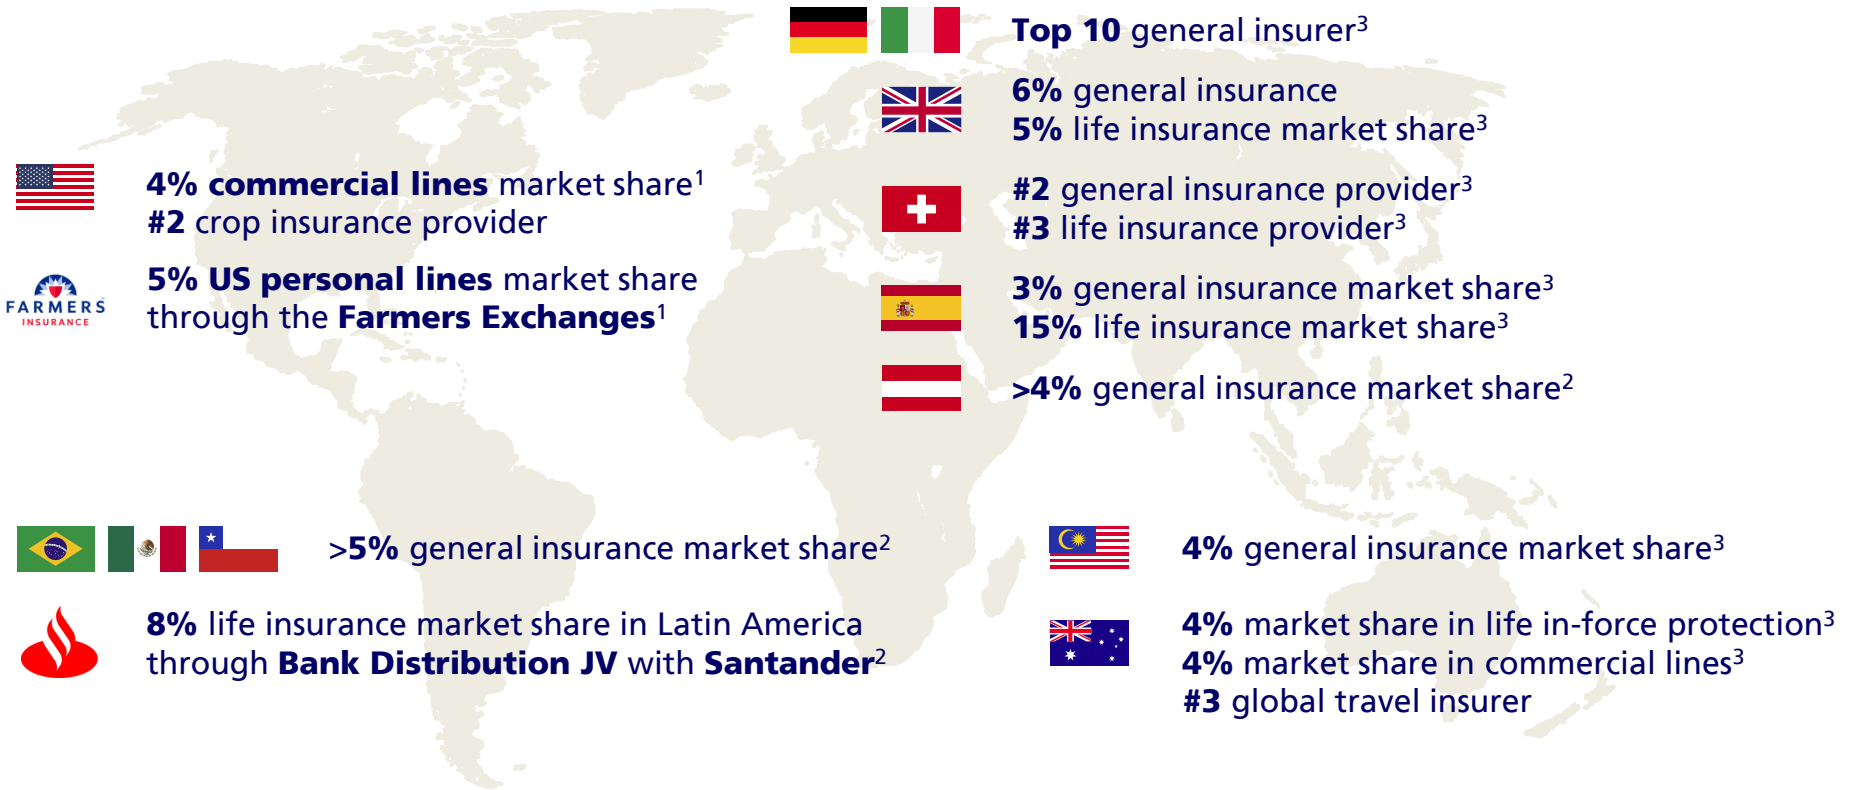 Top 10 general insurer³
6% general insurance
5% life insurance market share³
4% commercial lines market share¹
#2 crop insurance provider
#2 general insurance provider³
#3 life insurance provider³
FARMERS
INSURANCE
5% US personal lines market share
through the Farmers Exchanges¹
3% general insurance market share³
15% life insurance market share³
>4% general insurance market share²
>5% general insurance market share²
4% general insurance market share³
8% life insurance market share in Latin America
through Bank Distribution JV with Santander²
4% market share in life in-force protection³
4% market share in commercial lines³
#3 global travel insurer